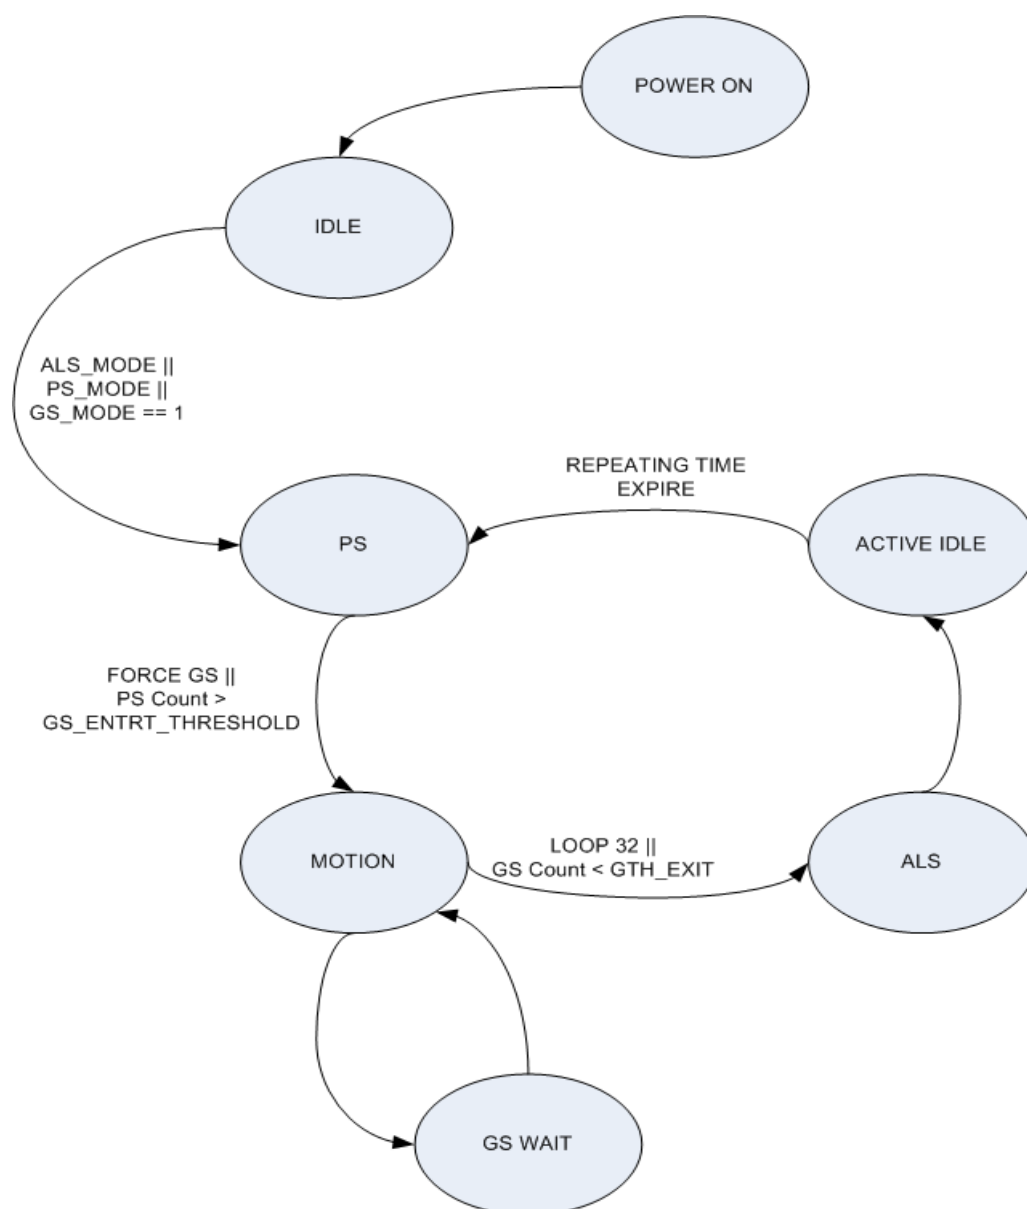 POWER ON
IDLE
ALS_MODE ||
PS_MODE ||
GS_MODE == 1
REPEATING TIME
EXPIRE
PS
ACTIVE IDLE
FORCE GS ||
PS Count >
GS_ENTRT_THRESHOLD
MOTION
LOOP 32 ||
GS Count < GTH_EXIT
ALS
GS WAIT